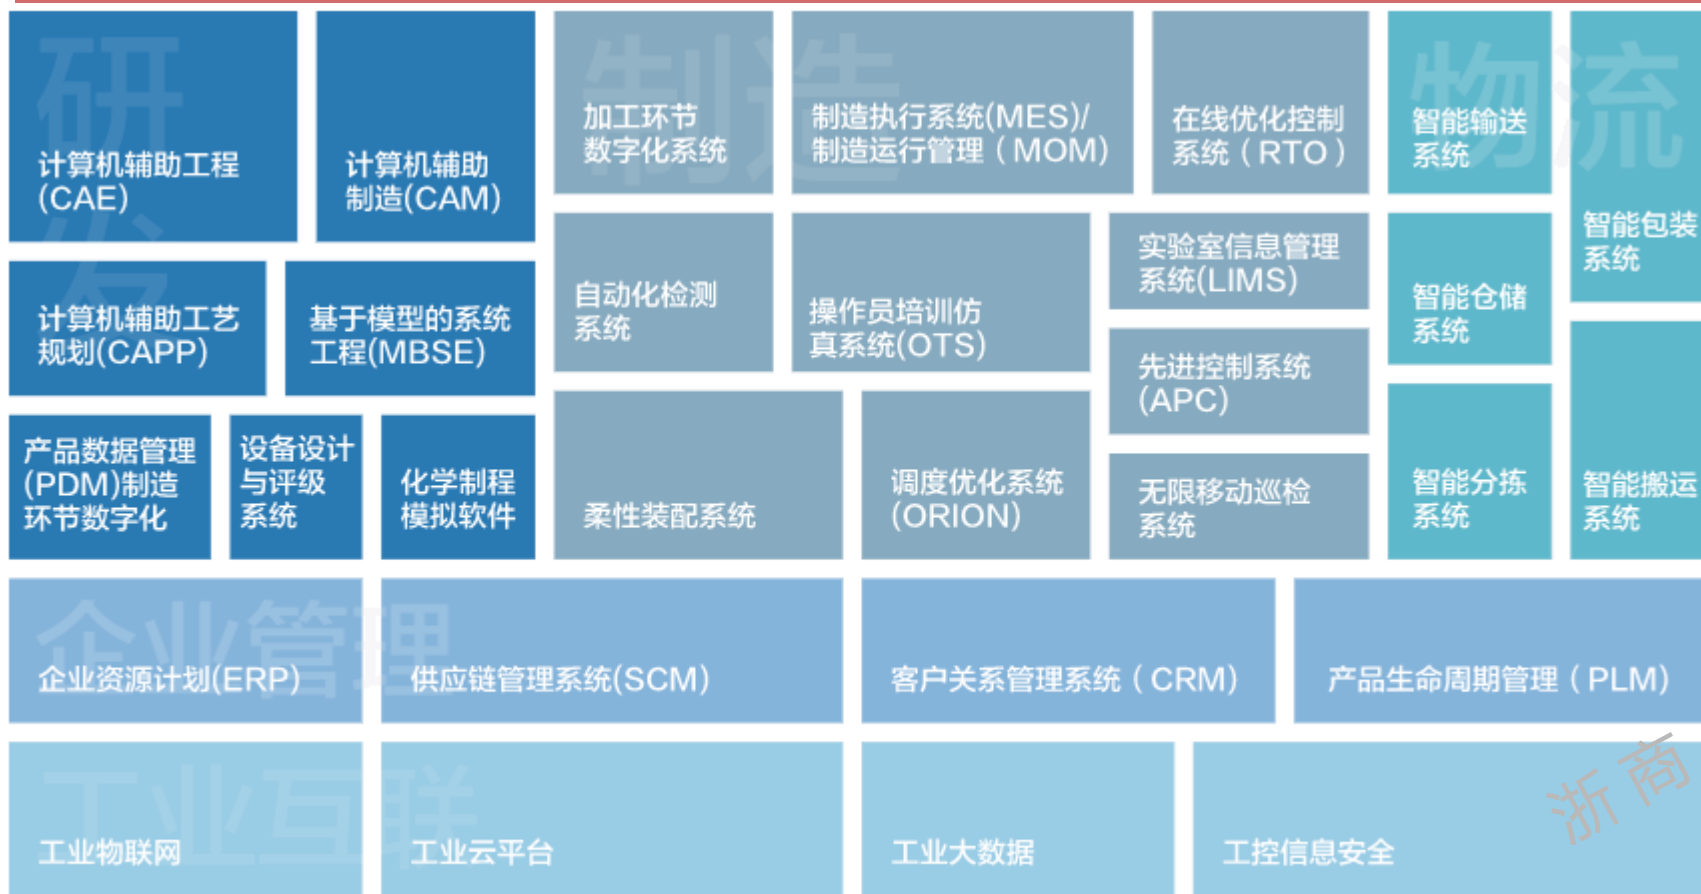 研
发
计算机辅助工程
(CAE)
计算机辅助
制造(CAM)
计算机辅助工艺
规划(CAPP)
基于模型的系统
工程(MBSE)
产品数据管理
(PDM)制造
环节数字化
设备设计
与评级
系统
化学制程
模拟软件
制造
加工环节
数字化系统
制造执行系统(MES)/
制造运行管理（MOM）
在线优化控制
系统（RTO）
自动化检测
系统
操作员培训仿
真系统(OTS)
实验室信息管理
系统(LIMS)
先进控制系统
(APC)
柔性装配系统
调度优化系统
(ORION)
无限移动巡检
系统
物流
智能输送
系统
智能包装
系统
智能仓储
系统
智能分拣
系统
智能搬运
系统
企业管理
企业资源计划(ERP)
供应链管理系统(SCM)
客户关系管理系统（CRM）
产品生命周期管理（PLM）
工业互联
工业物联网
工业云平台
工业大数据
工控信息安全
浙商